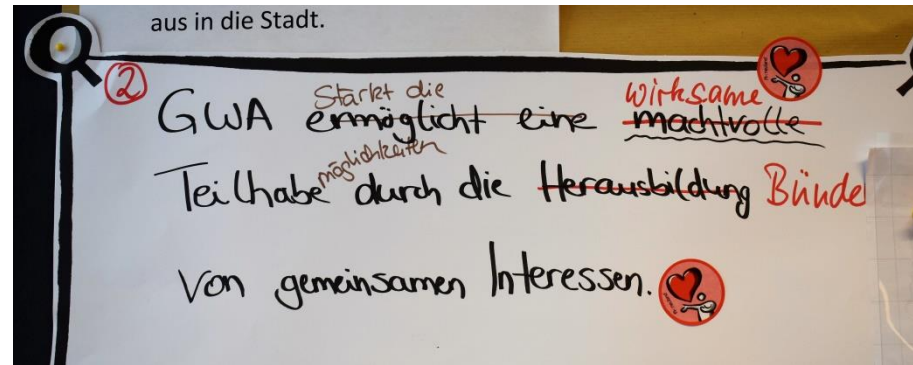 aus in die Stadt.
②
Stärkt die wirksame
GWA ermöglicht eine machtvolle
möglichkeiten
Teilhabe durch die Herausbildung Bünde
von gemeinsamen Interessen.